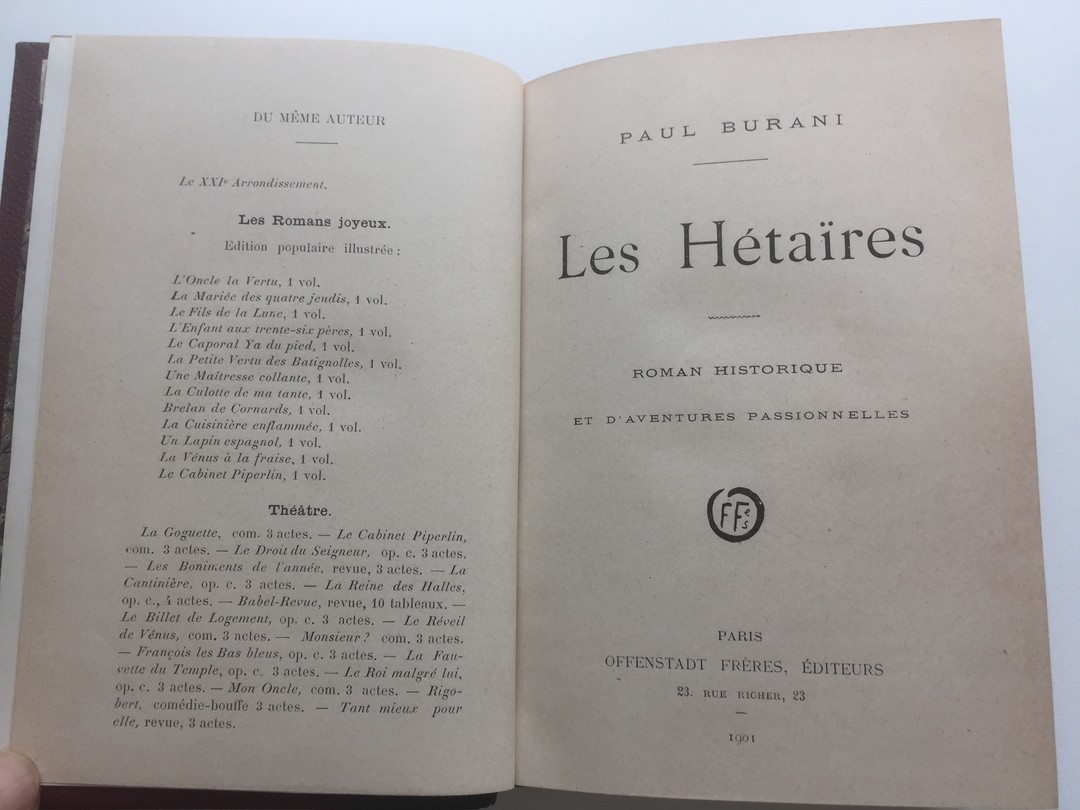 DU MÊME AUTEUR
Le XXIe Arrondissement.
Les Romans joyeux.
Edition populaire illustrée :
L'Oncle la Vertu, 1 vol.
La Mariée des quatre jeudis, 1 vol.
Le Fils de la Lune, 1 vol.
L'Enfant aux trente-six pères, 1 vol.
Le Caporal Ya du pied, 1 vol.
La Petite Vertu des Batignolles, 1 vol.
Une Maîtresse collante, 1 vol.
La Culotte de ma tante, 1 vol.
Brelan de Cornards, 1 vol.
La Cuisinière enflammée, 1 vol.
Un Lapin espagnol, 1 vol.
La Vénus à la fraise, 1 vol.
Le Cabinet Piperlin, 1 vol.
Théâtre.
La Goguette, com. 3 actes. — Le Cabinet Piperlin,
com. 3 actes. — Le Droit du Seigneur, op. c. 3 actes.
— Les Boniments de l'année, revue, 3 actes. — La
Cantinière, op. c. 3 actes. — La Reine des Halles,
op. c., 4 actes. — Babel-Revue, revue, 10 tableaux. —
Le Billet de Logement, op. c. 3 actes. — Le Réveil
de Vénus, com. 3 actes. — Monsieur? com. 3 actes.
— François les Bas bleus, op. c. 3 actes. — La Fau-
vette du Temple, op. c. 3 actes. — Le Roi malgré lui,
op. c. 3 actes. — Mon Oncle, com. 3 actes. — Rigo-
bert, comédie-bouffe 3 actes. — Tant mieux pour
elle, revue, 3 actes.
PAUL BURANI
Les Hétaïres
ROMAN HISTORIQUE
ET D'AVENTURES PASSIONNELLES
FFes
PARIS
OFFENSTADT FRÈRES, ÉDITEURS
23, RUE RICHER, 23
1901